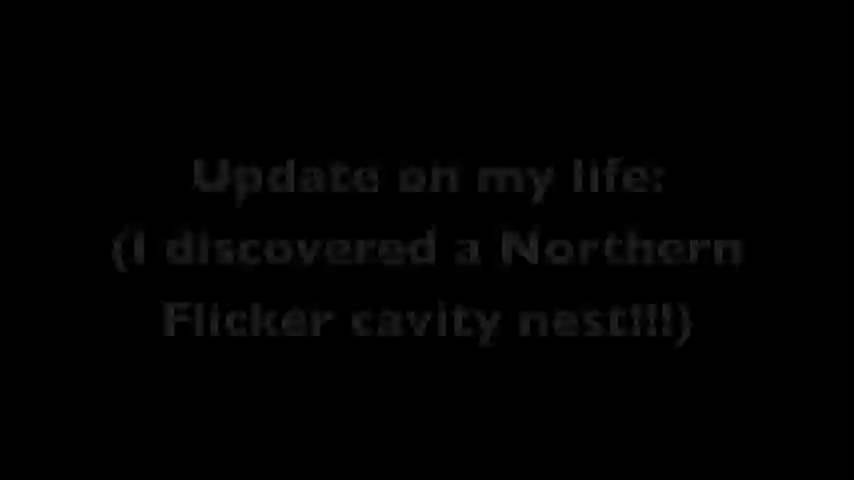 Update on my life:
(I discovered a Northern
Flicker cavity nest!!!)